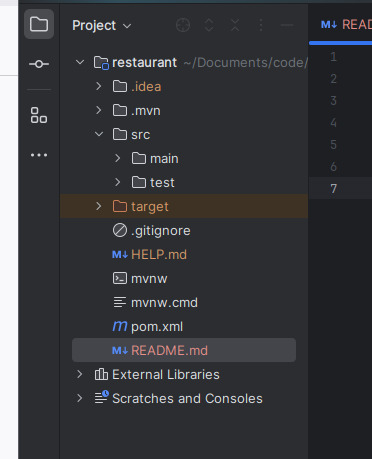 Project
READ
restaurant ~/Documents/code/
1
.idea
2
.mvn
3
src
4
main
5
test
6
target
7
.gitignore
M↓ HELP.md
mvnw
mvnw.cmd
m pom.xml
M↓ README.md
External Libraries
Scratches and Consoles